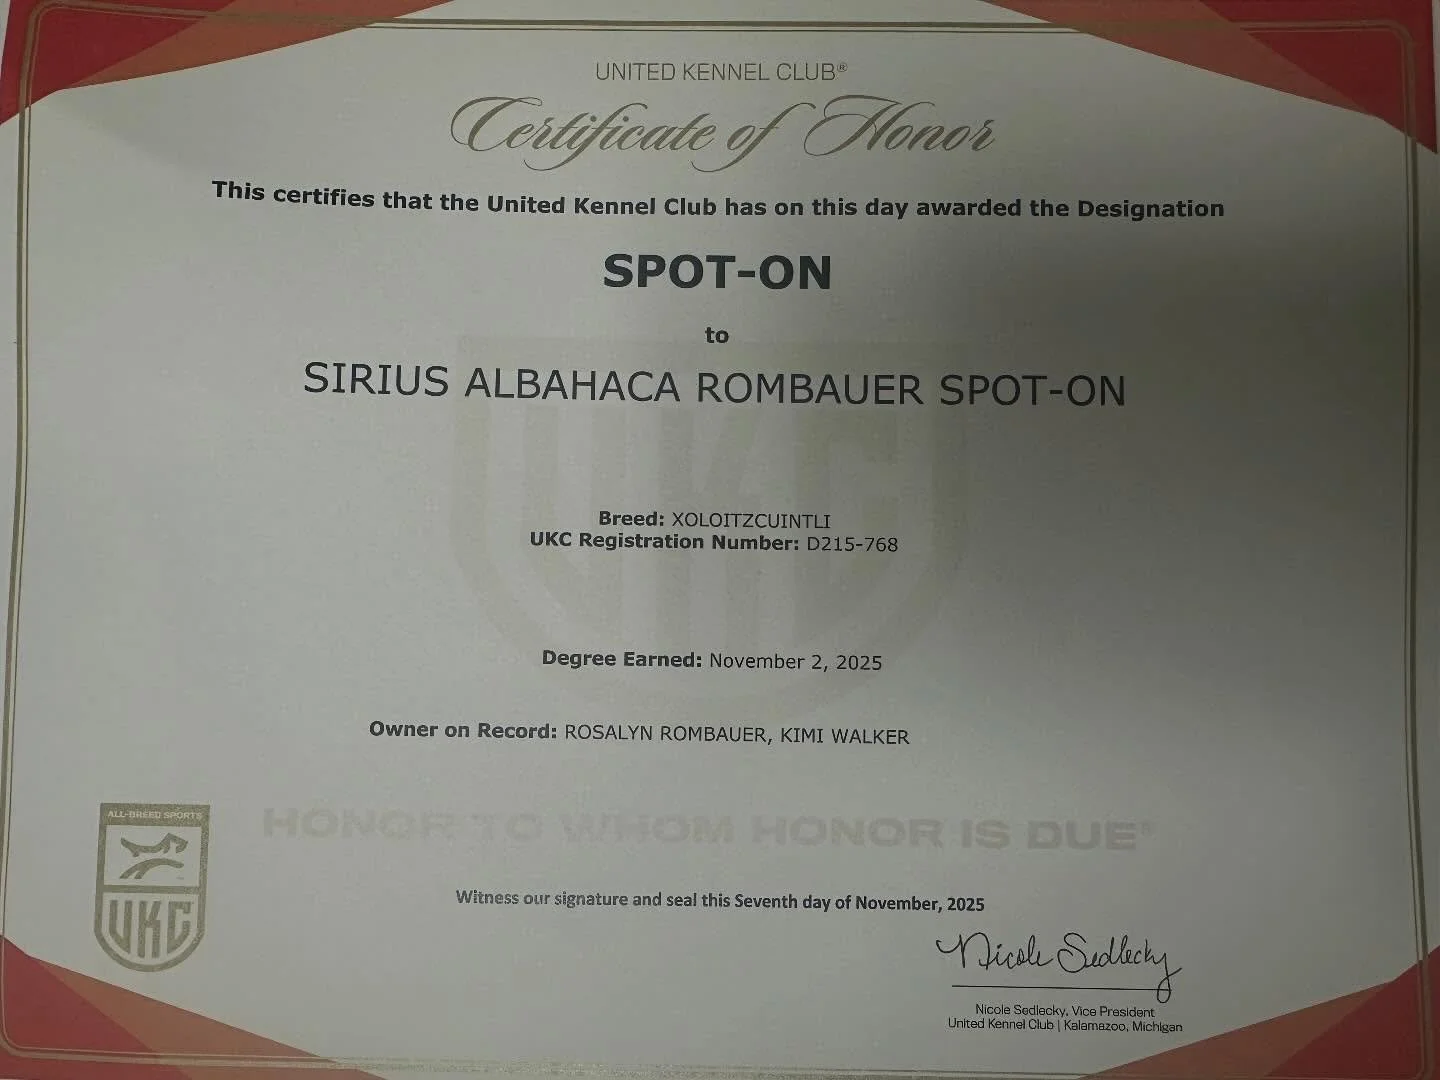 UNITED KENNEL CLUB®
Certificate of Honor
This certifies that the United Kennel Club has on this day awarded the Designation
SPOT-ON
to
SIRIUS ALBAHACA ROMBAUER SPOT-ON
UKC
Breed: XOLOITZCUINTLI
UKC Registration Number: D215-768
Degree Earned: November 2, 2025
Owner on Record: ROSALYN ROMBAUER, KIMI WALKER
HONOR TO WHOM HONOR IS DUE®
ALL-BREED SPORTS
UKC
Witness our signature and seal this Seventh day of November, 2025
Nicole Sedlecky
Nicole Sedlecky, Vice President
United Kennel Club | Kalamazoo, Michigan